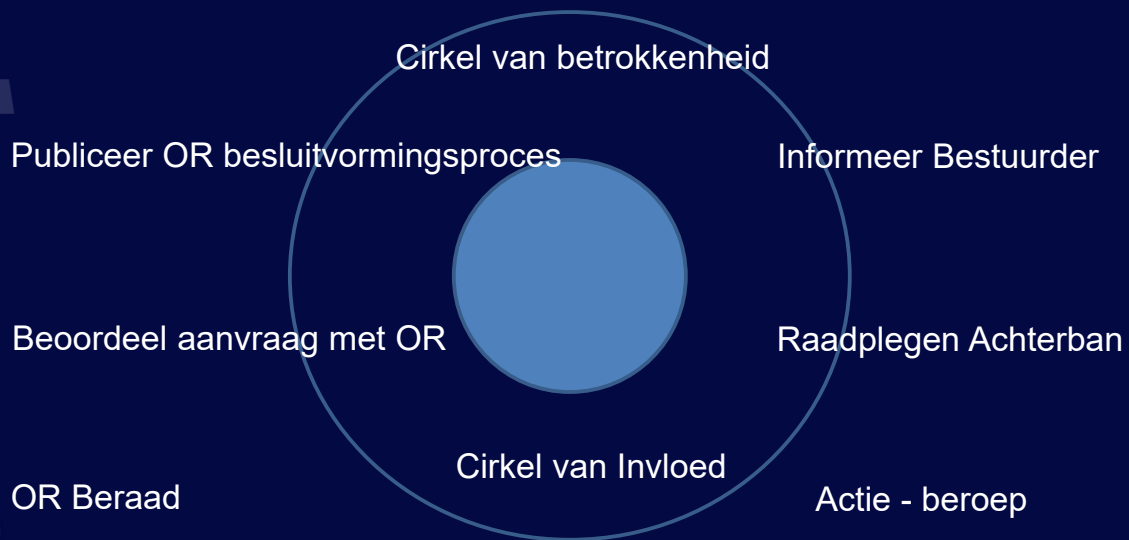 Cirkel van betrokkenheid
Publiceer OR besluitvormingsproces
Informeer Bestuurder
Beoordeel aanvraag met OR
Raadplegen Achterban
Cirkel van Invloed
OR Beraad
Actie - beroep